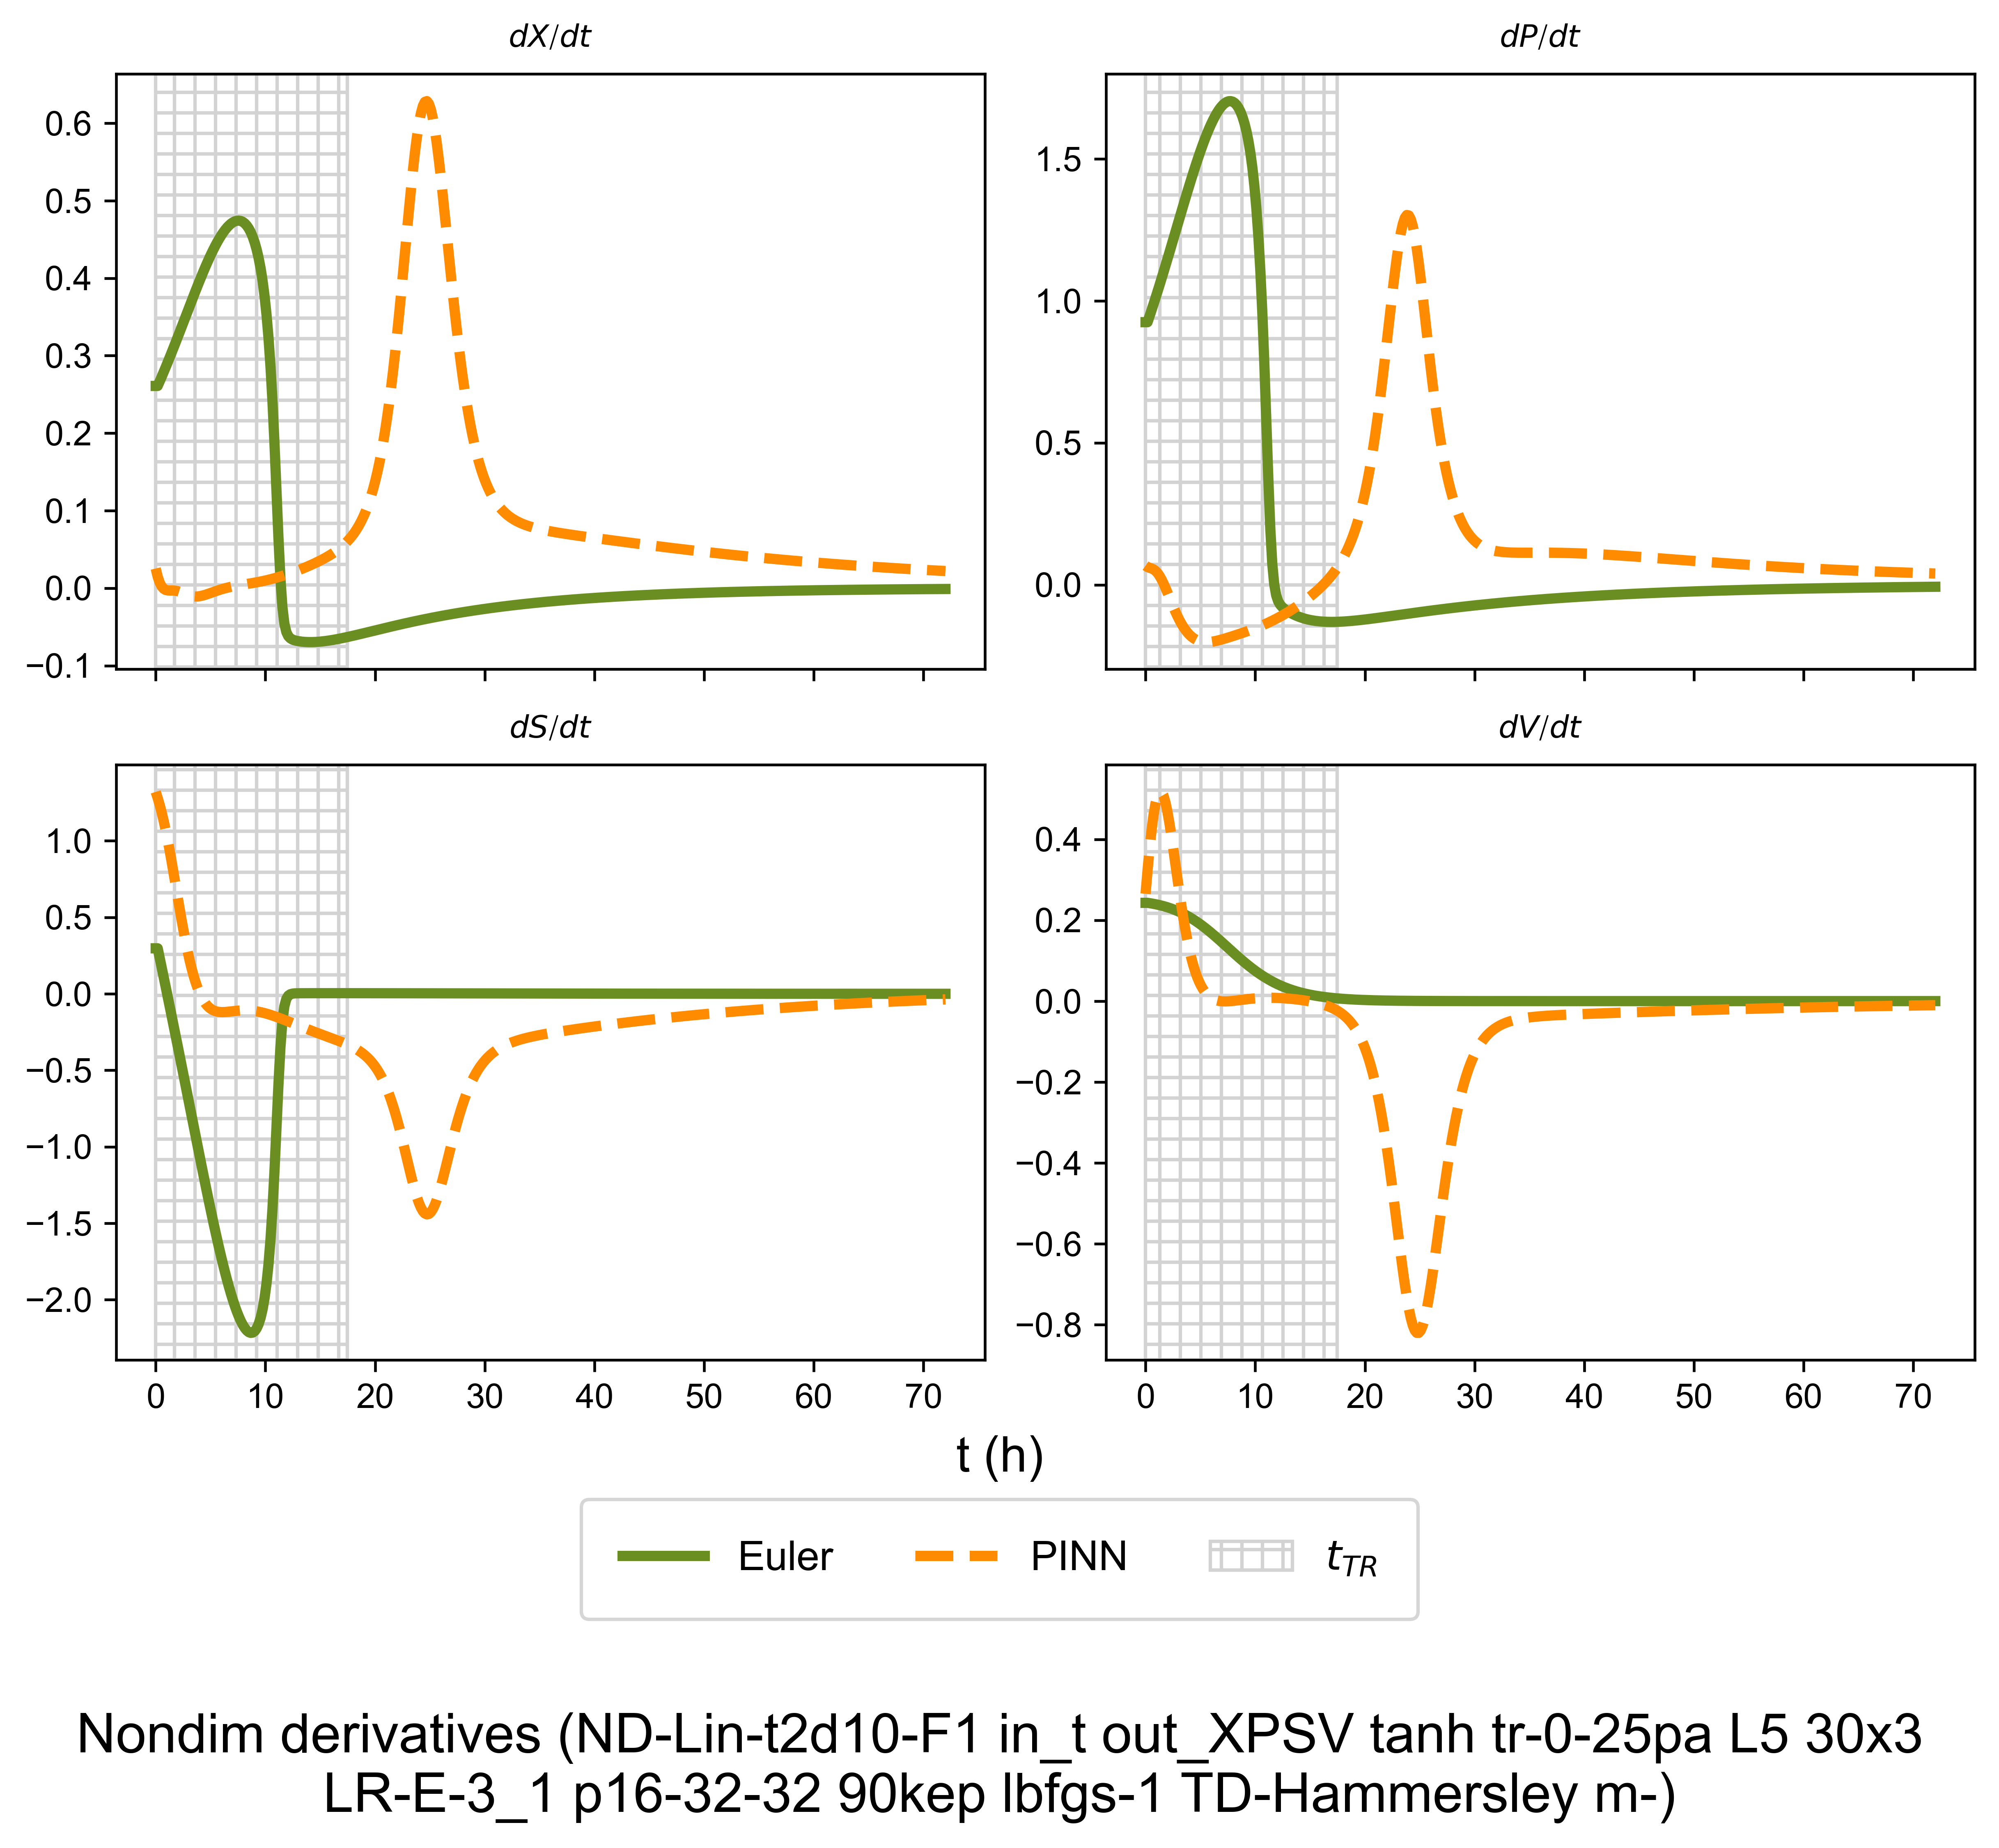 dX/dt
dP/dt
0.6
0.5
0.4
0.3
0.2
0.1
0.0
−0.1
1.5
1.0
0.5
0.0
dS/dt
dV/dt
1.0
0.5
0.0
−0.5
−1.0
−1.5
−2.0
0.4
0.2
0.0
−0.2
−0.4
−0.6
−0.8
0 10 20 30 40 50 60 70
0 10 20 30 40 50 60 70
t (h)
Euler PINN t_TR
Nondim derivatives (ND-Lin-t2d10-F1 in_t out_XPSV tanh tr-0-25pa L5 30x3
LR-E-3_1 p16-32-32 90kep lbfgs-1 TD-Hammersley m-)